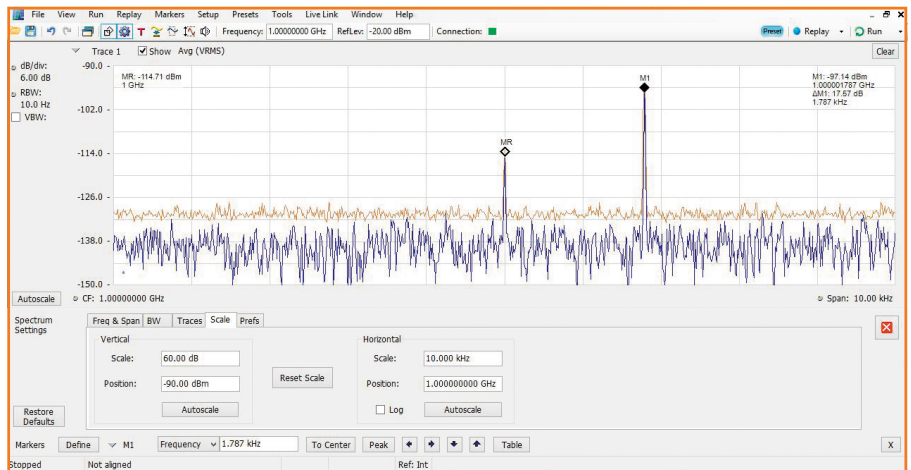 File View Run Replay Markers Setup Presets Tools Live Link Window Help
T Frequency: 1.00000000 GHz RefLev: -20.00 dBm Connection: Preset Replay Run
Trace 1 Show Avg (VRMS) Clear
dB/div:
6.00 dB
RBW:
10.0 Hz
VBW:
-90.0
-102.0
-114.0
-126.0
-138.0
-150.0
MR: -114.71 dBm
1 GHz
MR
M1
M1: -97.14 dBm
1.000001787 GHz
ΔM1: 17.57 dB
1.787 kHz
Autoscale CF: 1.00000000 GHz Span: 10.00 kHz
Spectrum
Settings
Freq & Span BW Traces Scale Prefs
Vertical
Scale: 60.00 dB
Position: -90.00 dBm
Autoscale
Reset Scale
Horizontal
Scale: 10.000 kHz
Position: 1.000000000 GHz
Log Autoscale
Restore
Defaults
Markers Define M1 Frequency 1.787 kHz To Center Peak Table X
Stopped Not aligned Ref: Int